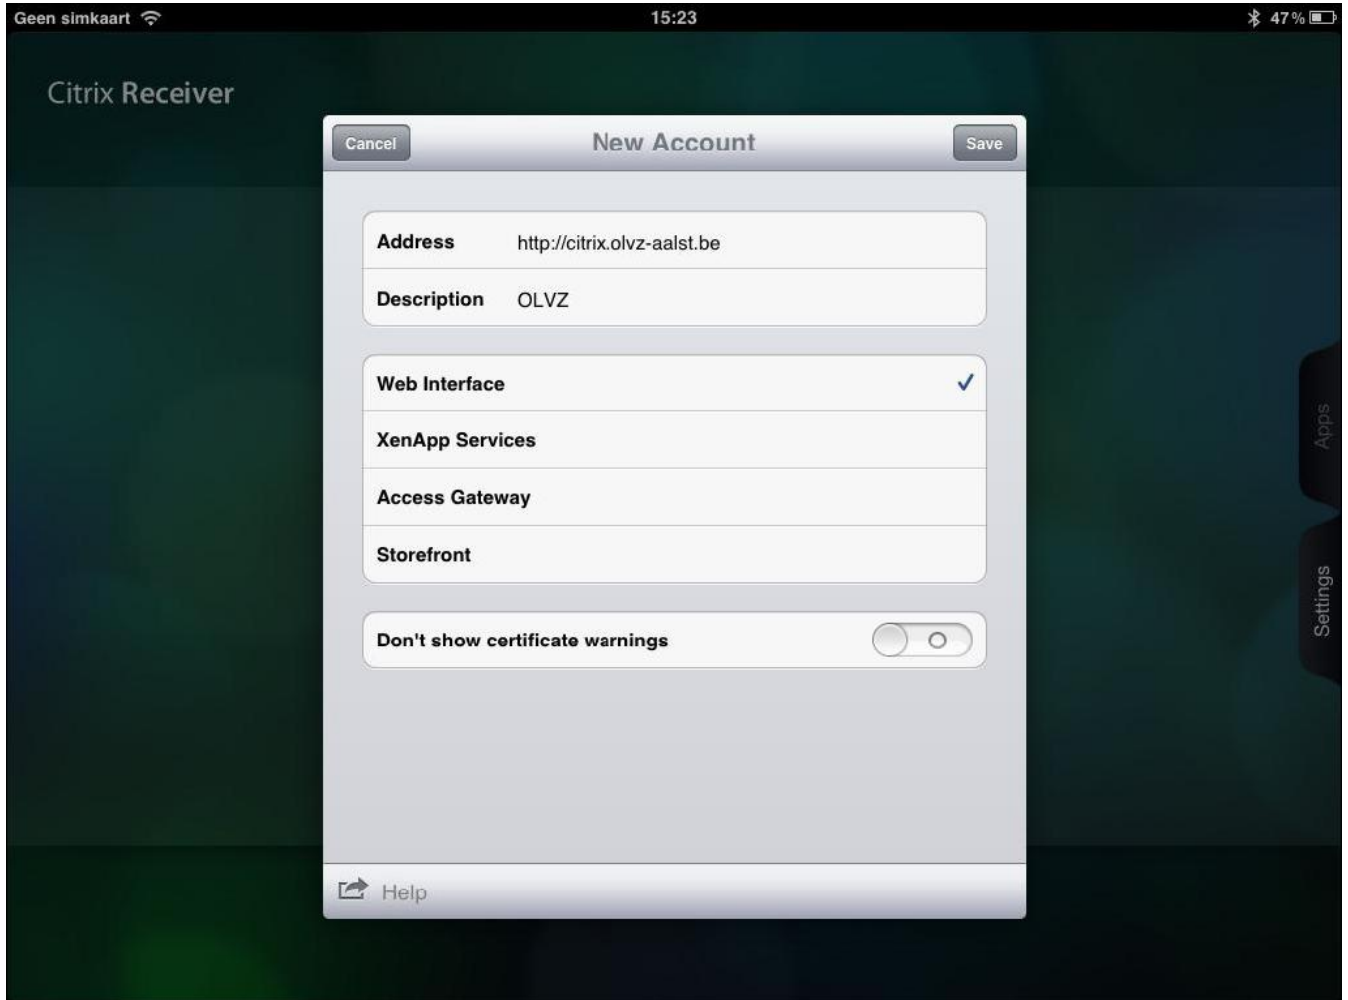 Geen simkaart 15:23 47%
Citrix Receiver
Cancel New Account Save
Address http://citrix.olvz-aalst.be
Description OLVZ
Web Interface
XenApp Services
Access Gateway
Storefront
Don't show certificate warnings
Apps
Settings
Help